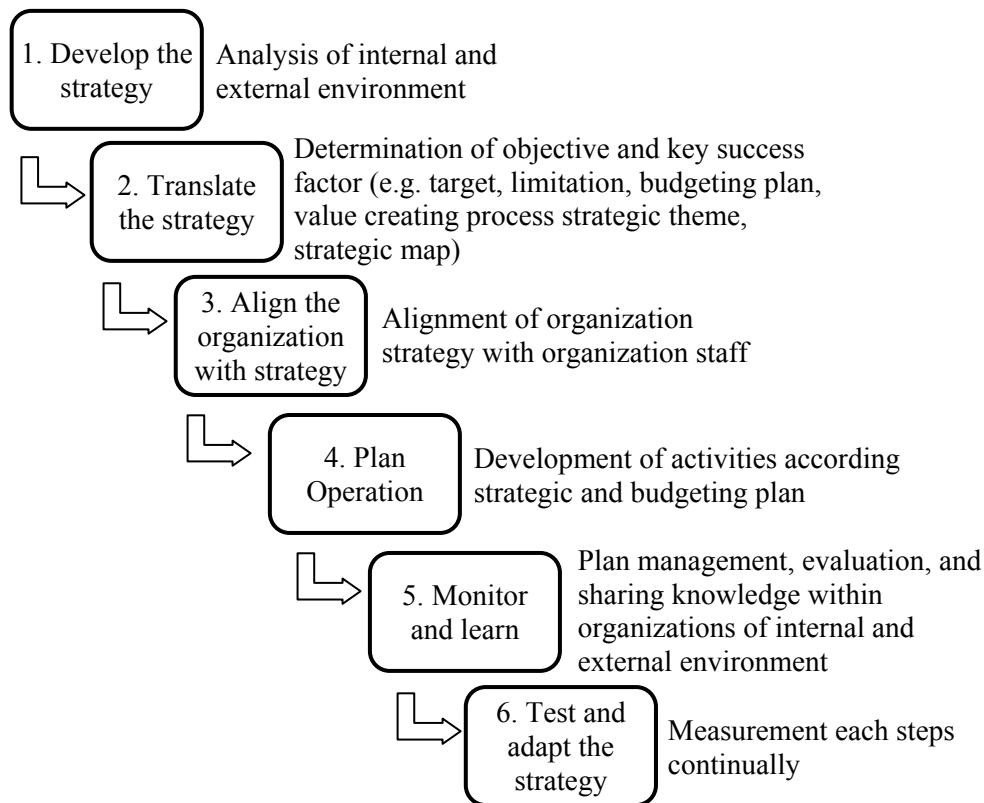 1. Develop the
strategy
Analysis of internal and
external environment
2. Translate
the strategy
Determination of objective and key success
factor (e.g. target, limitation, budgeting plan,
value creating process strategic theme,
strategic map)
3. Align the
organization
with strategy
Alignment of organization
strategy with organization staff
4. Plan
Operation
Development of activities according
strategic and budgeting plan
5. Monitor
and learn
Plan management, evaluation, and
sharing knowledge within
organizations of internal and
external environment
6. Test and
adapt the
strategy
Measurement each steps
continually